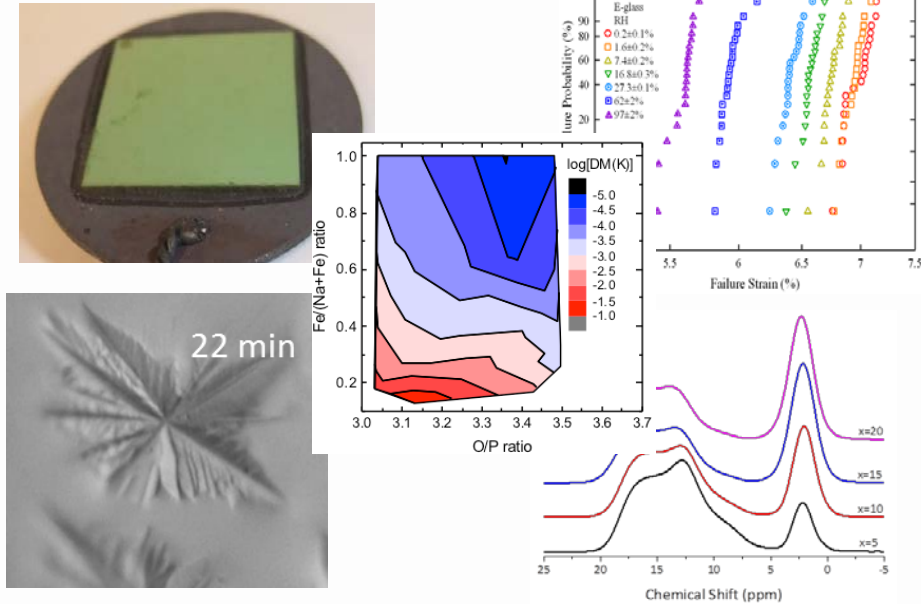 E-glass
RH
0.2±0.1%
1.6±0.2%
7.4±0.2%
16.8±0.3%
27.3±0.1%
62±2%
97±2%
lure Probability (%)
90
80
60
40
20
5.5 6 6.5 7 7.5
Failure Strain (%)
log[DM(K)]
-5.0
-4.5
-4.0
-3.5
-3.0
-2.5
-2.0
-1.5
-1.0
Fe/(Na+Fe) ratio
1.0
0.8
0.6
0.4
0.2
3.0 3.1 3.2 3.3 3.4 3.5 3.6 3.7
O/P ratio
22 min
x=20
x=15
x=10
x=5
25 20 15 10 5 0 -5
Chemical Shift (ppm)